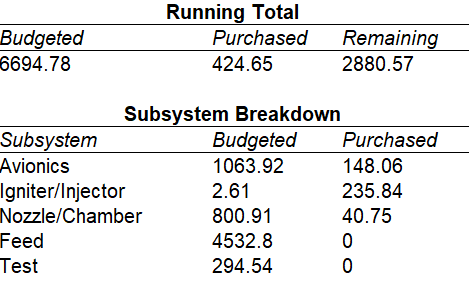 Running Total
Budgeted Purchased Remaining
6694.78 424.65 2880.57
Subsystem Breakdown
Subsystem Budgeted Purchased
Avionics 1063.92 148.06
Igniter/Injector 2.61 235.84
Nozzle/Chamber 800.91 40.75
Feed 4532.8 0
Test 294.54 0